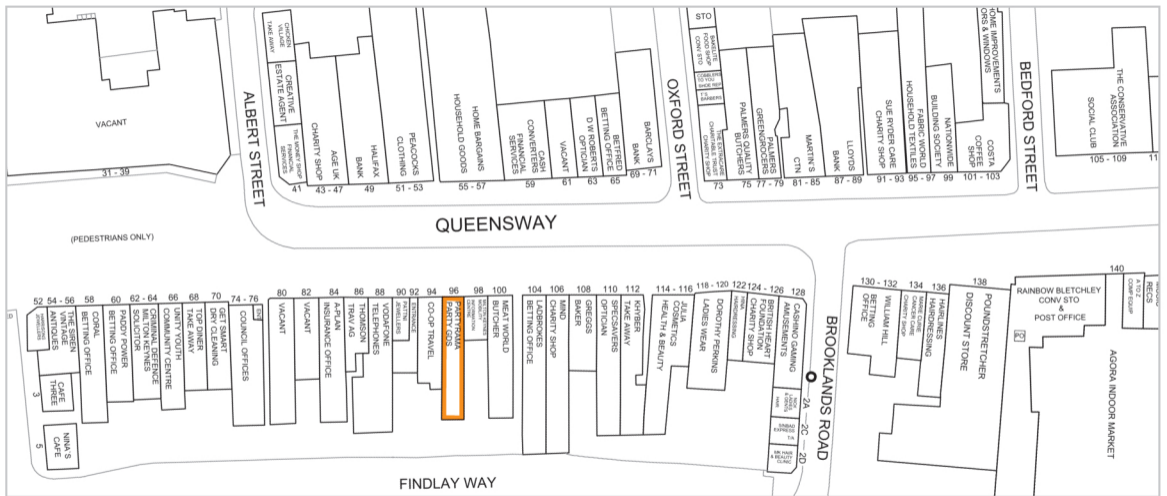 VACANT
31 - 39
(PEDESTRIANS ONLY)
ALBERT STREET
CHICKEN
VILLAGE
TAKE AWAY
CREATIVE
ESTATE AGENT
THE MONEY SHOP
FINANCIAL
SERVICES
41
CHARITY SHOP
AGE UK
43 - 47
BANK
HALIFAX
49
CLOTHING
PEACOCKS
51 - 53
HOUSEHOLD GOODS
HOME BARGAINS
55 - 57
CASH
CONVERTERS
FINANCIAL
SERVICES
59
VACANT
61
D W ROBERTS
OPTICIAN
63
BETFRED
BETTING OFFICE
65
BARCLAYS
BANK
69 - 71
OXFORD STREET
STO
BAKELITE
FOOD SHOP
CONV STO
COBBLERS
TO YOU
SHOE REP
BARBERS
CHARITY SHOP
73
PALMERS QUALITY
BUTCHERS
75
PALMERS
GREENGROCERS
77 - 79
MARTIN'S
CTN
81 - 85
LLOYDS
BANK
87 - 89
SUE RYDER CARE
CHARITY SHOP
91 - 93
FABRIC WORLD
HOUSEHOLD TEXTILES
95 - 97
NATIONWIDE
BUILDING SOCIETY
99
COSTA
COFFEE
SHOP
101 - 103
HOME IMPROVEMENTS
ORS & WINDOWS
BEDFORD STREET
THE CONSERVATIVE
ASSOCIATION
SOCIAL CLUB
105 - 109
11
QUEENSWAY
52
54 - 56
THE SIREN
VINTAGE
ANTIQUES
CAFE
THREE
3
NINA'S
CAFE
5
58
CORAL
BETTING OFFICE
60
PADDY POWER
BETTING OFFICE
62 - 64
CRIMINAL DEFENCE
MILTON KEYNES
SOLICITOR
66
UNITY YOUTH
COMMUNITY CENTRE
68
TOP DINER
TAKE AWAY
70
GET SMART
DRY CLEANING
74 - 76
COUNCIL OFFICES
80
VACANT
82
VACANT
84
A-PLAN
INSURANCE OFFICE
86
THOMSON
TRAVEL AG
88
VODAFONE
TELEPHONES
90
JEWELLERS
92
ENTRANCE
94
CO-OP TRAVEL
96
PARTYRAMA
PARTY GDS
98
100
MEAT WORLD
BUTCHER
104
LADBROKES
BETTING OFFICE
106
MIND
CHARITY SHOP
108
GREGGS
BAKER
110
SPECSAVERS
OPTICIAN
112
KHYBER
TAKE AWAY
114 - 116
JULIA
COSMETICS
HEALTH & BEAUTY
118 - 120
DOROTHY PERKINS
LADIES WEAR
122
HAIRDRESSING
124 - 126
BRITISH HEART
FOUNDATION
CHARITY SHOP
128
CASHINO GAMING
AMUSEMENTS
2A
2C
2D
BROOKLANDS ROAD
130 - 132
WILLIAM HILL
BETTING
OFFICE
134
MARIE CURIE
CANCER CARE
CHARITY SHOP
136
HAIRLINES
HAIRDRESSING
138
POUNDSTRETCHER
DISCOUNT STORE
RAINBOW BLETCHLEY
CONV STO
&
POST OFFICE
140
A TO Z
COMP EQUIP
AGORA INDOOR MARKET
FINDLAY WAY